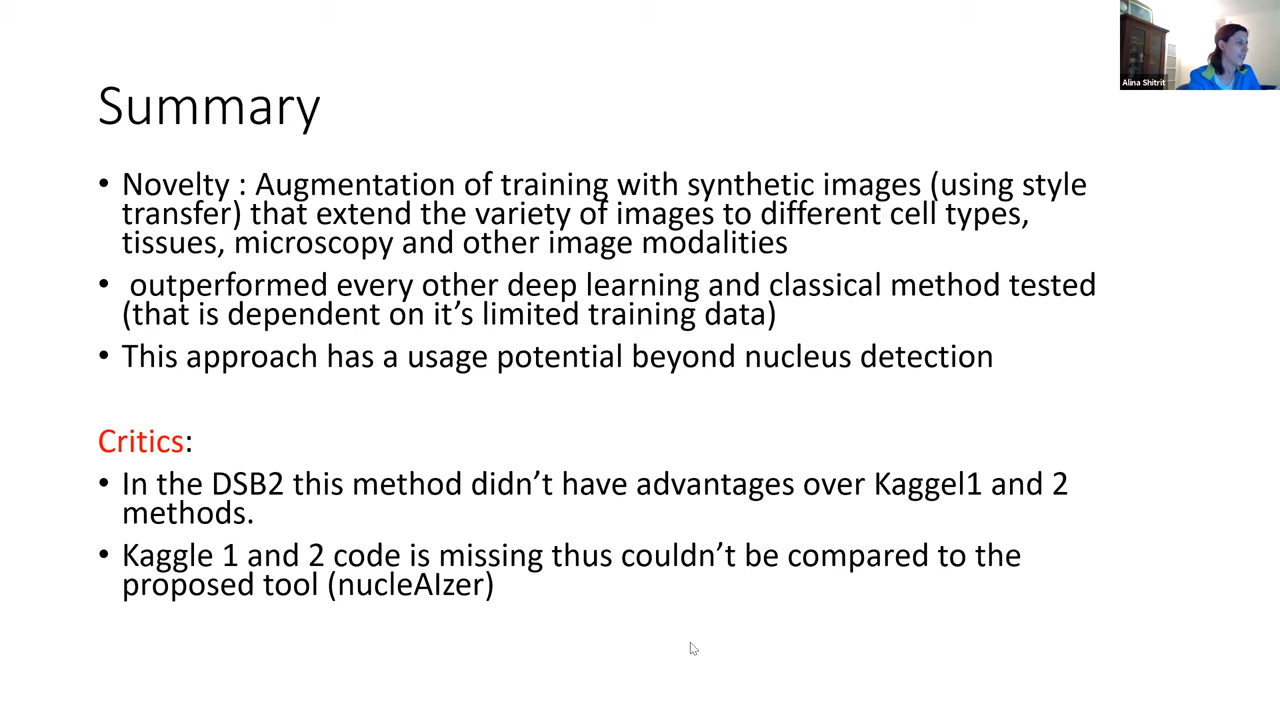 Alina Shitrit
Summary
• Novelty : Augmentation of training with synthetic images (using style
transfer) that extend the variety of images to different cell types,
tissues, microscopy and other image modalities
• outperformed every other deep learning and classical method tested
(that is dependent on it’s limited training data)
• This approach has a usage potential beyond nucleus detection
Critics:
• In the DSB2 this method didn’t have advantages over Kaggel1 and 2
methods.
• Kaggle 1 and 2 code is missing thus couldn’t be compared to the
proposed tool (nucleAIzer)